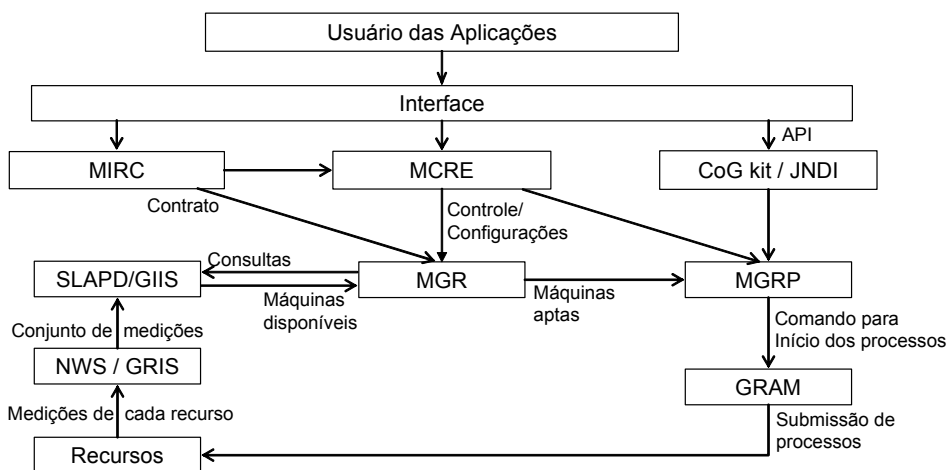 Usuário das Aplicações
Interface
API
MIRC
MCRE
CoG kit / JNDI
Contrato
Controle/
Configurações
Consultas
SLAPD/GIIS
MGR
MGRP
Máquinas
disponíveis
Máquinas
aptas
Conjunto de medições
Comando para
Início dos processos
NWS / GRIS
GRAM
Medições de cada recurso
Submissão de
processos
Recursos